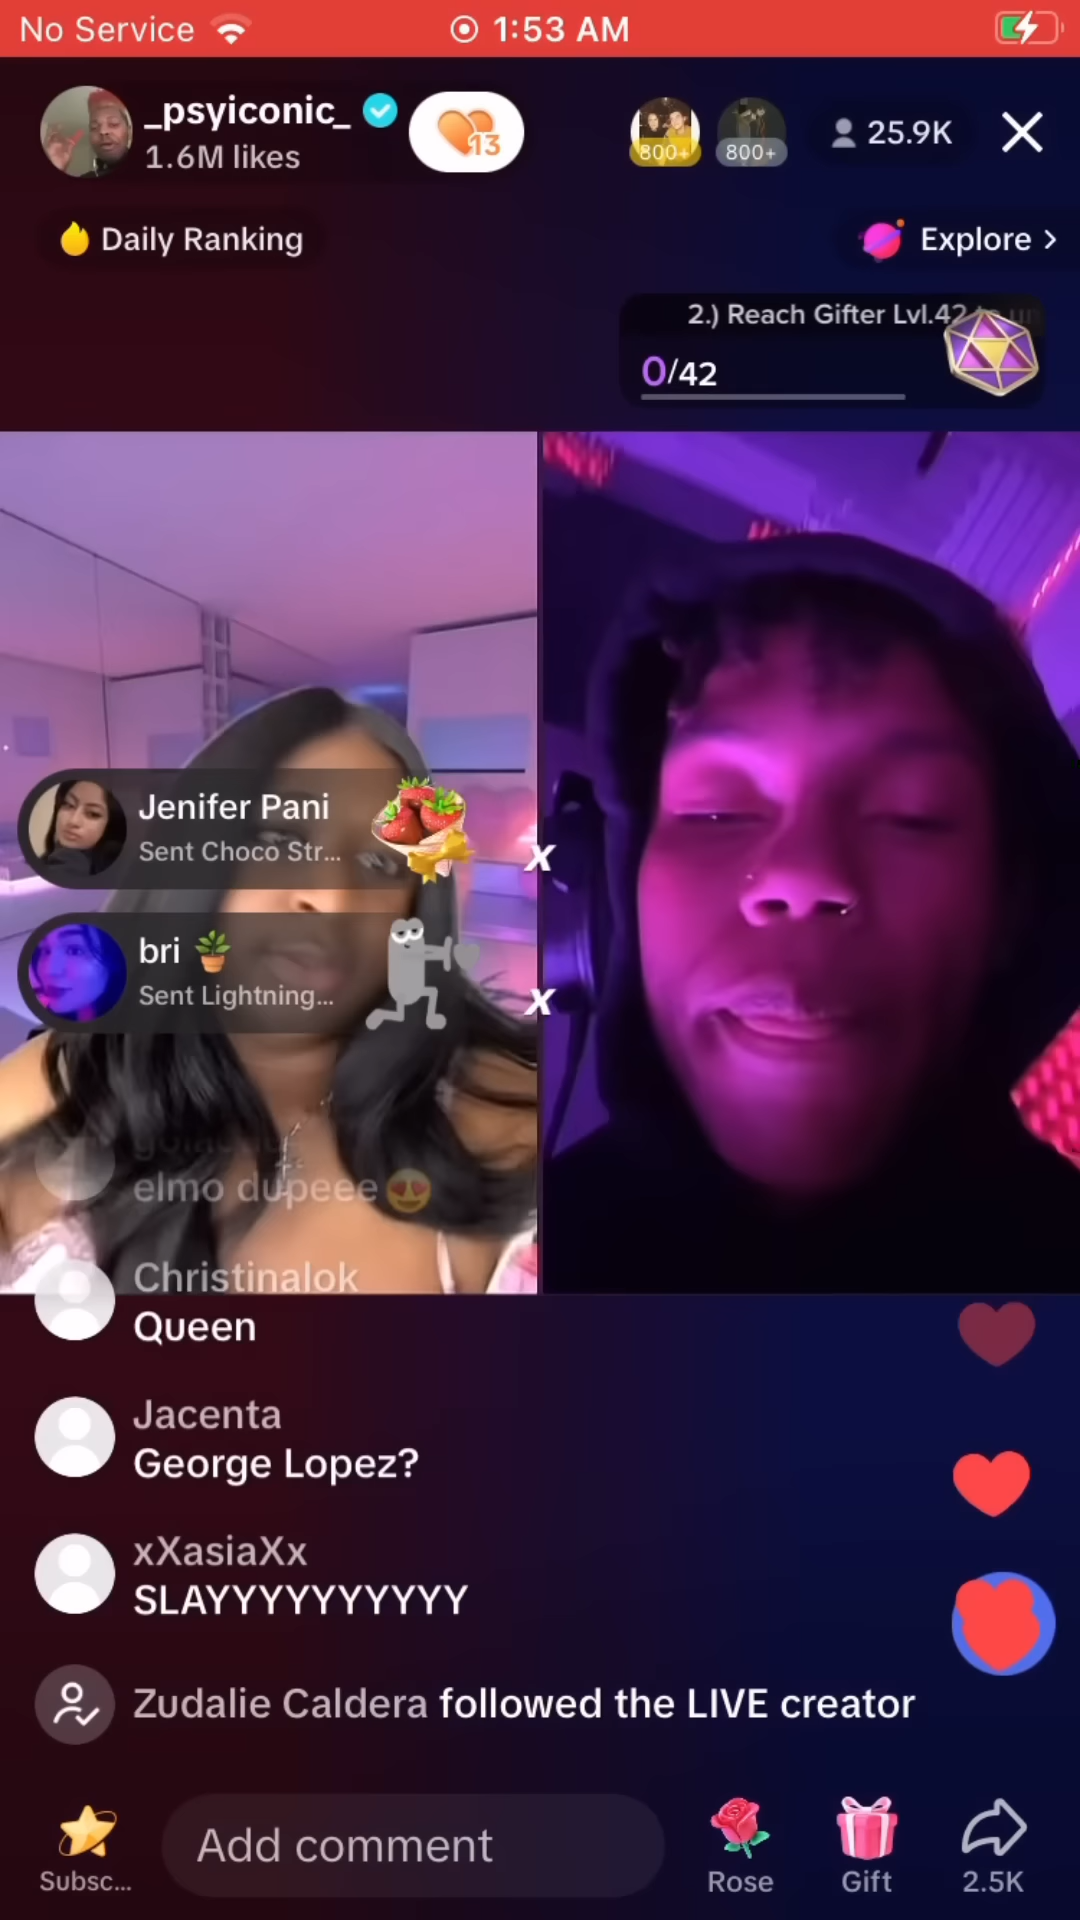 No Service
1:53 AM
_psyiconic_
1.6M likes
13
800+
800+
25.9K
Daily Ranking
Explore
2.) Reach Gifter Lvl.42 to
0/42
Jenifer Pani
Sent Choco Str...
x
bri
Sent Lightning...
x
elmo dupeee
Christinalok
Queen
Jacenta
George Lopez?
xXasiaXx
SLAYYYYYYYYYY
Zudalie Caldera followed the LIVE creator
Subsc...
Add comment
Rose
Gift
2.5K